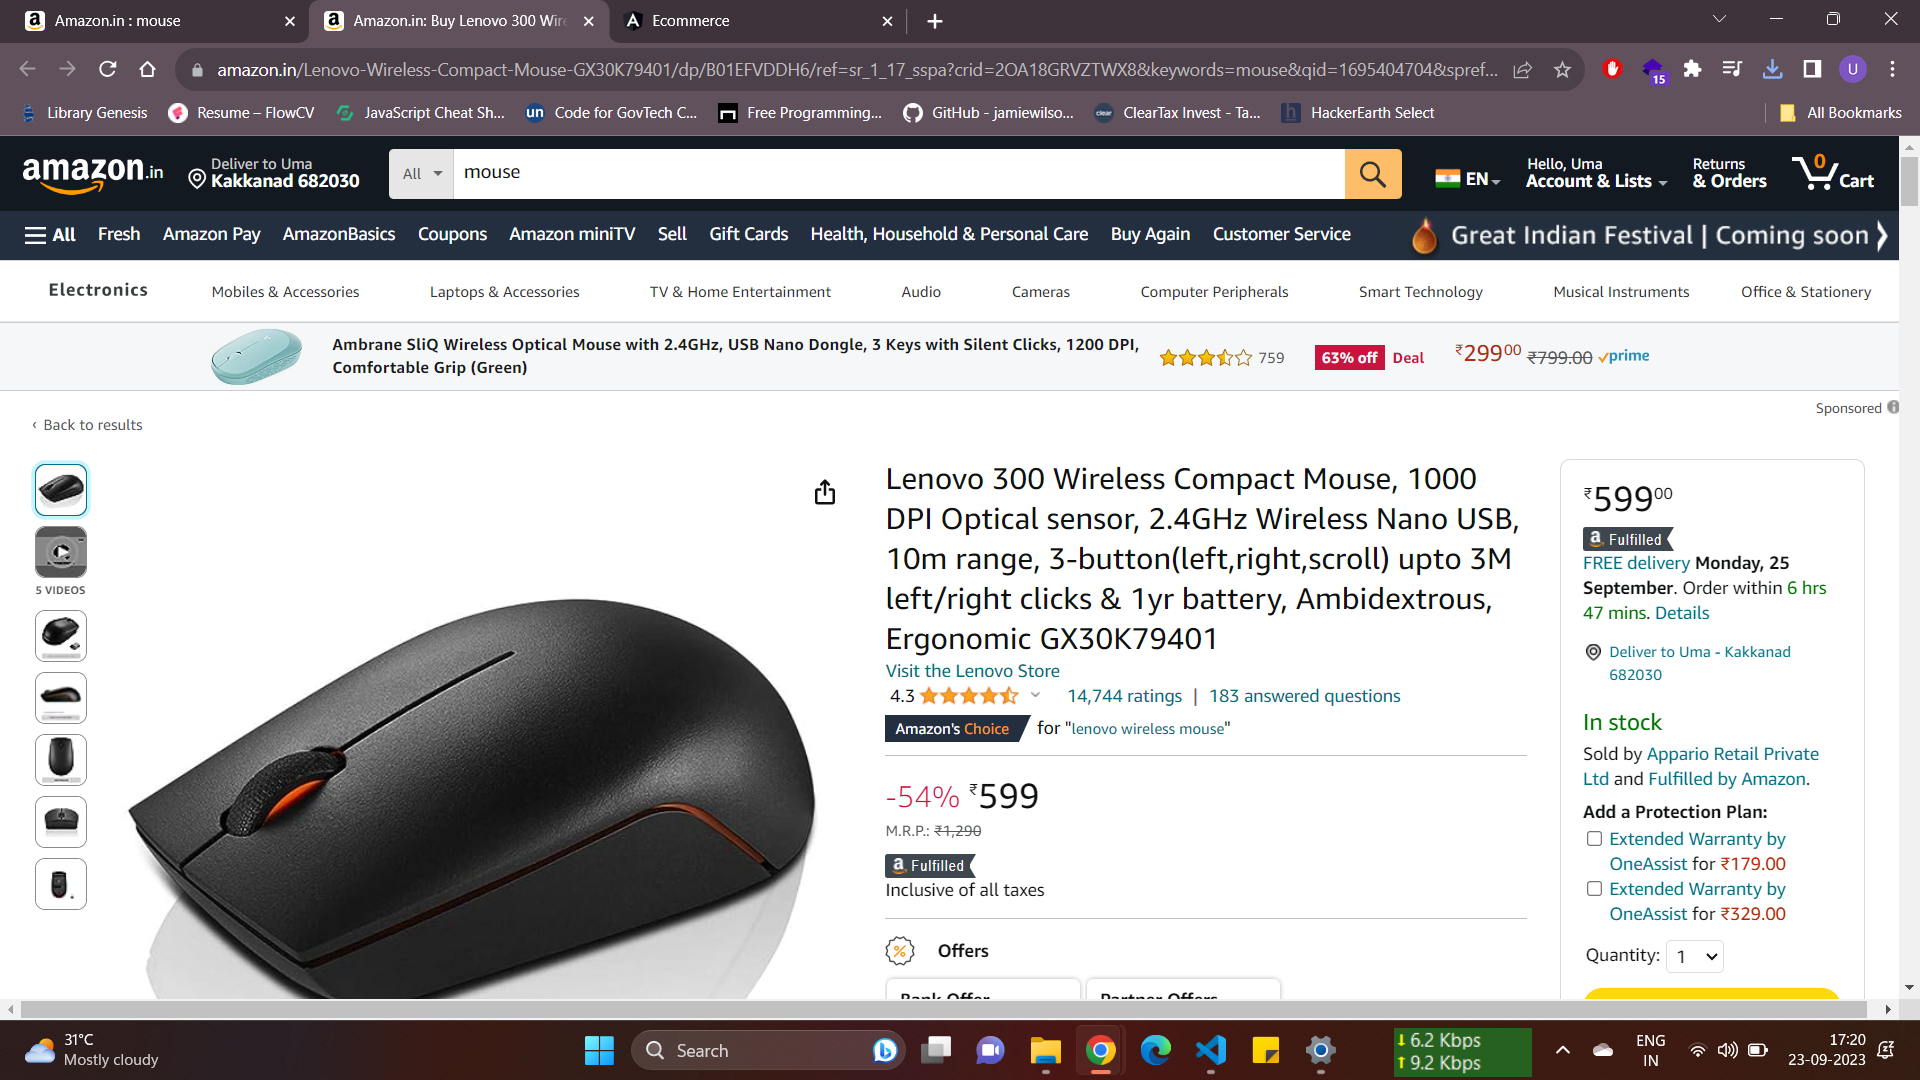 Amazon.in : mouse
Amazon.in: Buy Lenovo 300 Wire
Ecommerce
amazon.in/Lenovo-Wireless-Compact-Mouse-GX30K79401/dp/B01EFVDDH6/ref=sr_1_17_sspa?crid=2OA18GRVZTWX8&keywords=mouse&qid=1695404704&spref...
15
U
Library Genesis
Resume – FlowCV
JavaScript Cheat Sh...
un Code for GovTech C...
Free Programming...
GitHub - jamiewilso...
clear ClearTax Invest - Ta...
h HackerEarth Select
All Bookmarks
amazon.in
Deliver to Uma
Kakkanad 682030
All
mouse
EN
Hello, Uma
Account & Lists
Returns
& Orders
0
Cart
All
Fresh
Amazon Pay
AmazonBasics
Coupons
Amazon miniTV
Sell
Gift Cards
Health, Household & Personal Care
Buy Again
Customer Service
Great Indian Festival | Coming soon
Electronics
Mobiles & Accessories
Laptops & Accessories
TV & Home Entertainment
Audio
Cameras
Computer Peripherals
Smart Technology
Musical Instruments
Office & Stationery
Ambrane SliQ Wireless Optical Mouse with 2.4GHz, USB Nano Dongle, 3 Keys with Silent Clicks, 1200 DPI,
Comfortable Grip (Green)
759
63% off Deal
₹29900 ₹799.00 prime
Sponsored
‹ Back to results
5 VIDEOS
Lenovo 300 Wireless Compact Mouse, 1000
DPI Optical sensor, 2.4GHz Wireless Nano USB,
10m range, 3-button(left,right,scroll) upto 3M
left/right clicks & 1yr battery, Ambidextrous,
Ergonomic GX30K79401
Visit the Lenovo Store
4.3
14,744 ratings | 183 answered questions
Amazon's Choice for "lenovo wireless mouse"
-54% ₹599
M.R.P.: ₹1,290
a Fulfilled
Inclusive of all taxes
Offers
Bank Offer
Partner Offers
₹59900
a Fulfilled
FREE delivery Monday, 25
September. Order within 6 hrs
47 mins. Details
Deliver to Uma - Kakkanad
682030
In stock
Sold by Appario Retail Private
Ltd and Fulfilled by Amazon.
Add a Protection Plan:
Extended Warranty by
OneAssist for ₹179.00
Extended Warranty by
OneAssist for ₹329.00
Quantity: 1
31°C
Mostly cloudy
Search
6.2 Kbps
9.2 Kbps
ENG
IN
17:20
23-09-2023